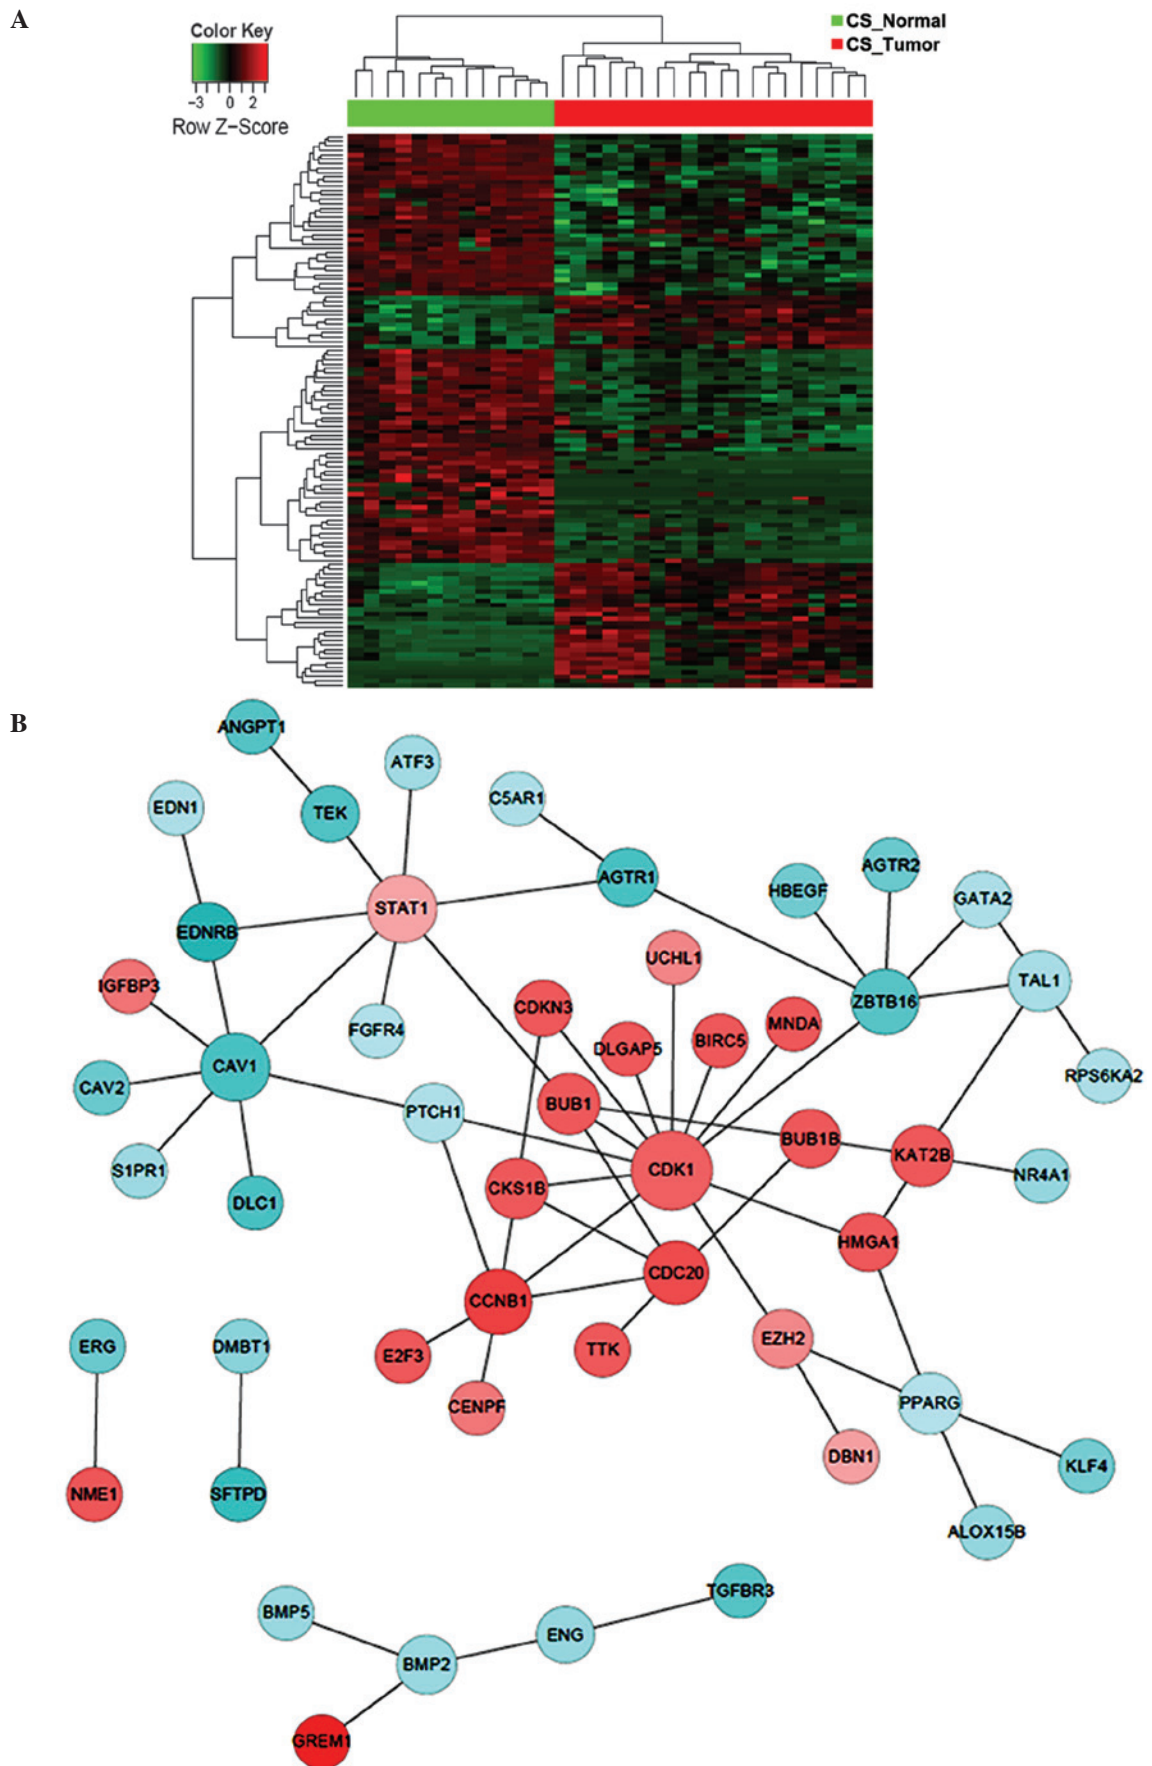 A
Color Key
-3 0 2
Row Z-Score
CS_Normal
CS_Tumor
B
ANGPT1
ATF3
EDN1
TEK
C5AR1
AGTR1
HBEGF
AGTR2
GATA2
STAT1
EDNRB
IGFBP3
UCHL1
TAL1
ZBTB16
CDKN3
MNDA
FGFR4
DLGAP5
BIRC5
CAV1
CAV2
RPS6KA2
PTCH1
BUB1
BUB1B
KAT2B
S1PR1
CDK1
NR4A1
CKS1B
DLC1
HMGA1
CDC20
CCNB1
ERG
DMBT1
E2F3
TTK
EZH2
CENPF
PPARG
DBN1
KLF4
NME1
SFTPD
ALOX15B
TGFBR3
BMP5
ENG
BMP2
GREM1